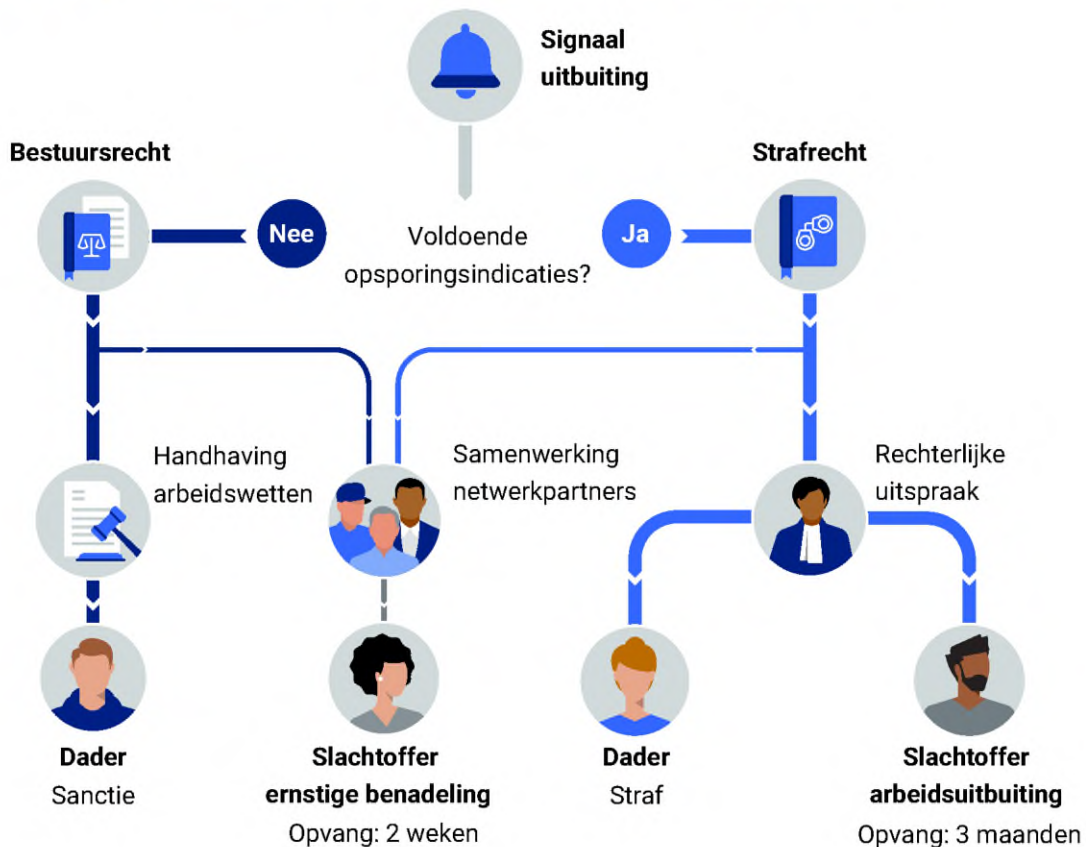 Signaal
uitbuiting
Bestuursrecht
Strafrecht
Nee
Voldoende
opsporingsindicaties?
Ja
Handhaving
arbeidswetten
Samenwerking
netwerkpartners
Rechterlijke
uitspraak
Dader
Sanctie
Slachtoffer
ernstige benadeling
Opvang: 2 weken
Dader
Straf
Slachtoffer
arbeidsuitbuiting
Opvang: 3 maanden